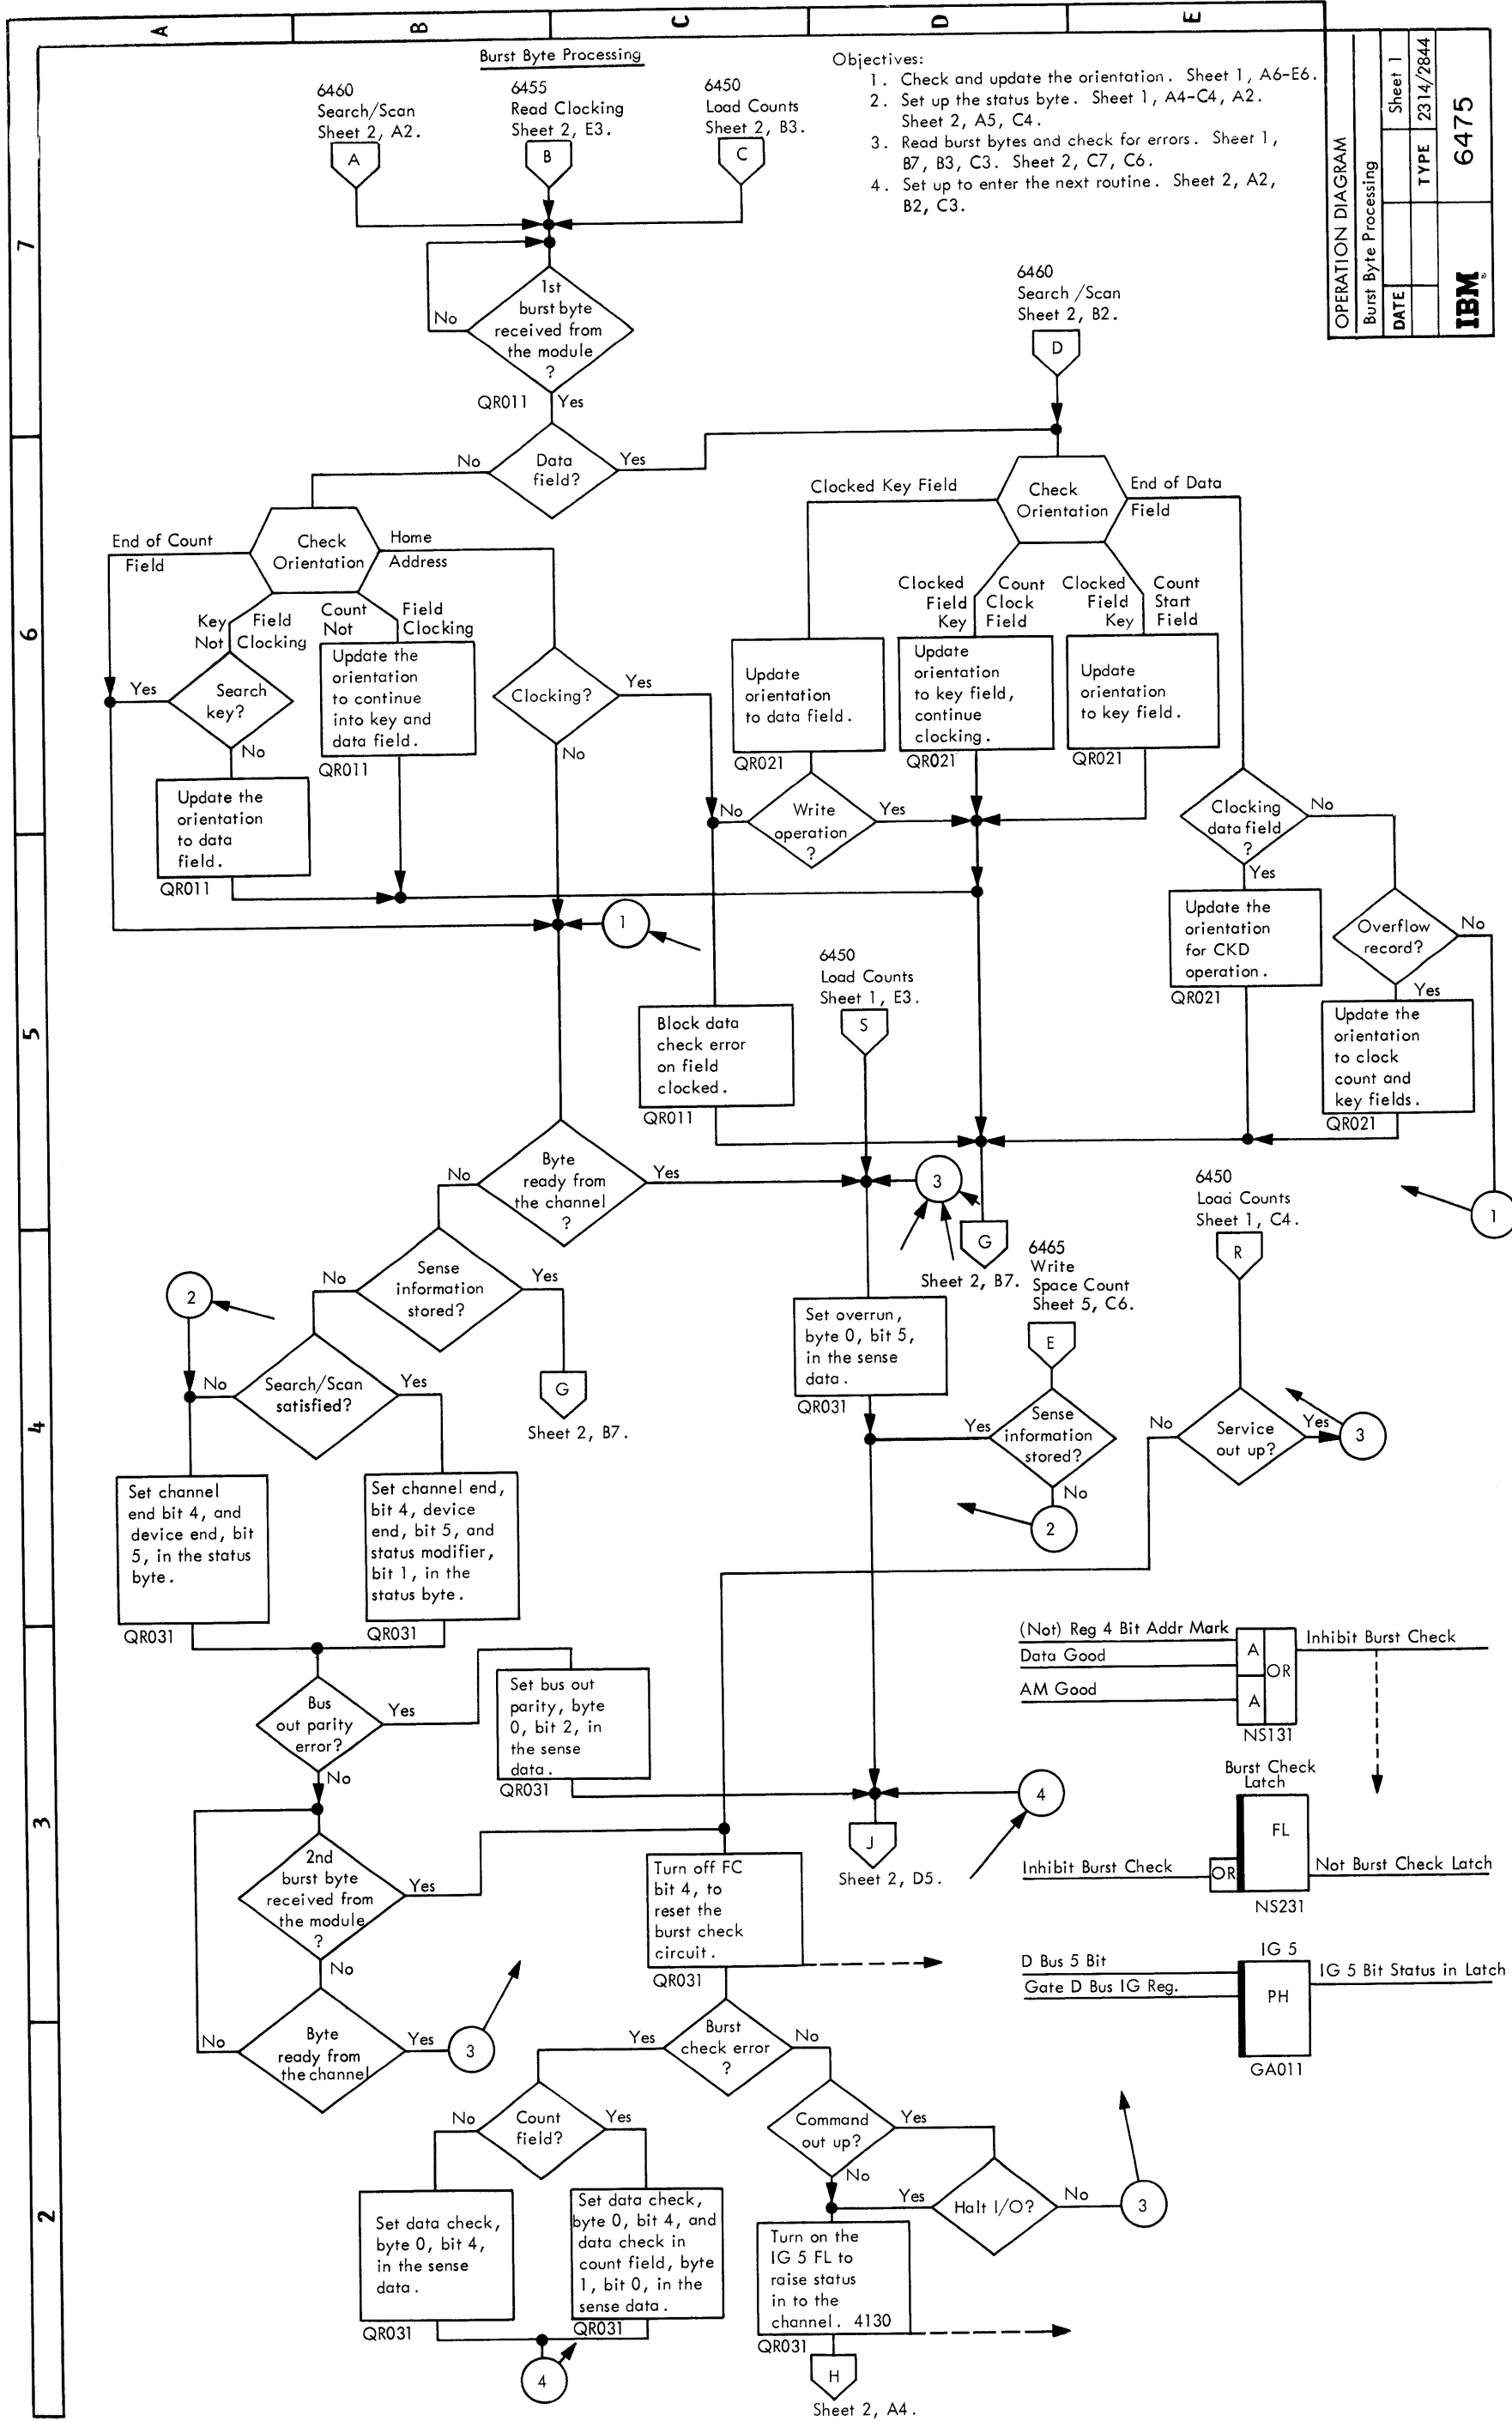 A
B
C
D
E
7
6
5
4
3
2
OPERATION DIAGRAM
Burst Byte Processing
DATE
Sheet 1
TYPE
2314/2844
IBM®
6475
Burst Byte Processing
Objectives:
1. Check and update the orientation. Sheet 1, A6-E6.
2. Set up the status byte. Sheet 1, A4-C4, A2.
Sheet 2, A5, C4.
3. Read burst bytes and check for errors. Sheet 1,
B7, B3, C3. Sheet 2, C7, C6.
4. Set up to enter the next routine. Sheet 2, A2,
B2, C3.
6460
Search/Scan
Sheet 2, A2.
A
6455
Read Clocking
Sheet 2, E3.
B
6450
Load Counts
Sheet 2, B3.
C
1st
burst byte
received from
the module
?
No
QR011
Yes
6460
Search /Scan
Sheet 2, B2.
D
Data
field?
No
Yes
Check
Orientation
End of Count
Field
Home
Address
Key Field
Not Clocking
Count Field
Not Clocking
Check
Orientation
Clocked Key Field
End of Data
Field
Clocked Count
Field Clock
Key Field
Clocked Count
Field Start
Key Field
Search
key?
Yes
No
Update the
orientation
to continue
into key and
data field.
QR011
Clocking?
Yes
No
Update
orientation
to data field.
QR021
Update
orientation
to key field,
continue
clocking.
QR021
Update
orientation
to key field.
QR021
Update the
orientation
to data
field.
QR011
Write
operation
?
No
Yes
Clocking
data field
?
No
Yes
1
Update the
orientation
for CKD
operation.
QR021
Overflow
record?
No
Yes
6450
Load Counts
Sheet 1, E3.
S
Block data
check error
on field
clocked.
QR011
Update the
orientation
to clock
count and
key fields.
QR021
Byte
ready from
the channel
?
No
Yes
3
G
Sheet 2, B7.
6450
Load Counts
Sheet 1, C4.
R
1
Sense
information
stored?
No
Yes
2
6465
Write
Space Count
Sheet 5, C6.
E
Set overrun,
byte 0, bit 5,
in the sense
data.
QR031
Search/Scan
satisfied?
No
Yes
G
Sheet 2, B7.
Sense
information
stored?
Yes
No
2
Service
out up?
No
Yes
3
Set channel
end bit 4, and
device end, bit
5, in the status
byte.
QR031
Set channel end,
bit 4, device
end, bit 5, and
status modifier,
bit 1, in the
status byte.
QR031
Bus
out parity
error?
Yes
No
Set bus out
parity, byte
0, bit 2, in
the sense
data.
QR031
(Not) Reg 4 Bit Addr Mark
Data Good
AM Good
A
A
OR
Inhibit Burst Check
NS131
4
J
Sheet 2, D5.
Burst Check
Latch
FL
Inhibit Burst Check
OR
Not Burst Check Latch
NS231
2nd
burst byte
received from
the module
?
Yes
No
Turn off FC
bit 4, to
reset the
burst check
circuit.
QR031
IG 5
D Bus 5 Bit
Gate D Bus IG Reg.
PH
IG 5 Bit Status in Latch
GA011
Byte
ready from
the channel
No
Yes
3
Burst
check error
?
Yes
No
Count
field?
No
Yes
Command
out up?
Yes
No
Halt I/O?
Yes
No
3
Set data check,
byte 0, bit 4,
in the sense
data.
QR031
Set data check,
byte 0, bit 4, and
data check in
count field, byte
1, bit 0, in the
sense data.
QR031
Turn on the
IG 5 FL to
raise status
in to the
channel. 4130
QR031
4
H
Sheet 2, A4.